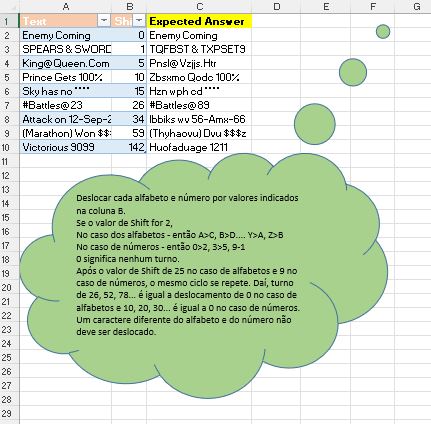 A B C D E F
1 Text Shi Expected Answer
2 Enemy Coming 0 Enemy Coming
3 SPEARS & SWORD 1 TQFBST & TXPSET9
4 King@Queen.Com 5 Pnsl@Vzjjs.Htr
5 Prince Gets 100% 10 Zbsxmo Qodc 100%
6 Sky has no **** 15 Hzn wph cd ****
7 #Battles@23 26 #Battles@89
8 Attack on 12-Sep-2 34 Ibbiks wv 56-Amx-66
9 (Marathon) Won $$ 59 (Thyhaovu) Dvu $$$z
10 Victorious 9099 142 Huofaduage 1211
11
12
13
14
15
16
17
18
19
20
21
22
23
24
25
26
27
28
29
Deslocar cada alfabeto e número por valores indicados
na coluna B.
Se o valor de Shift for 2,
No caso dos alfabetos - então A>C, B>D.... Y>A, Z>B
No caso de números - então 0>2, 3>5, 9-1
0 significa nenhum turno.
Após o valor de Shift de 25 no caso de alfabetos e 9 no
caso de números, o mesmo ciclo se repete. Daí, turno
de 26, 52, 78... é igual a deslocamento de 0 no caso de
alfabetos e 10, 20, 30... é igual a 0 no caso de números.
Um caractere diferente do alfabeto e do número não
deve ser deslocado.